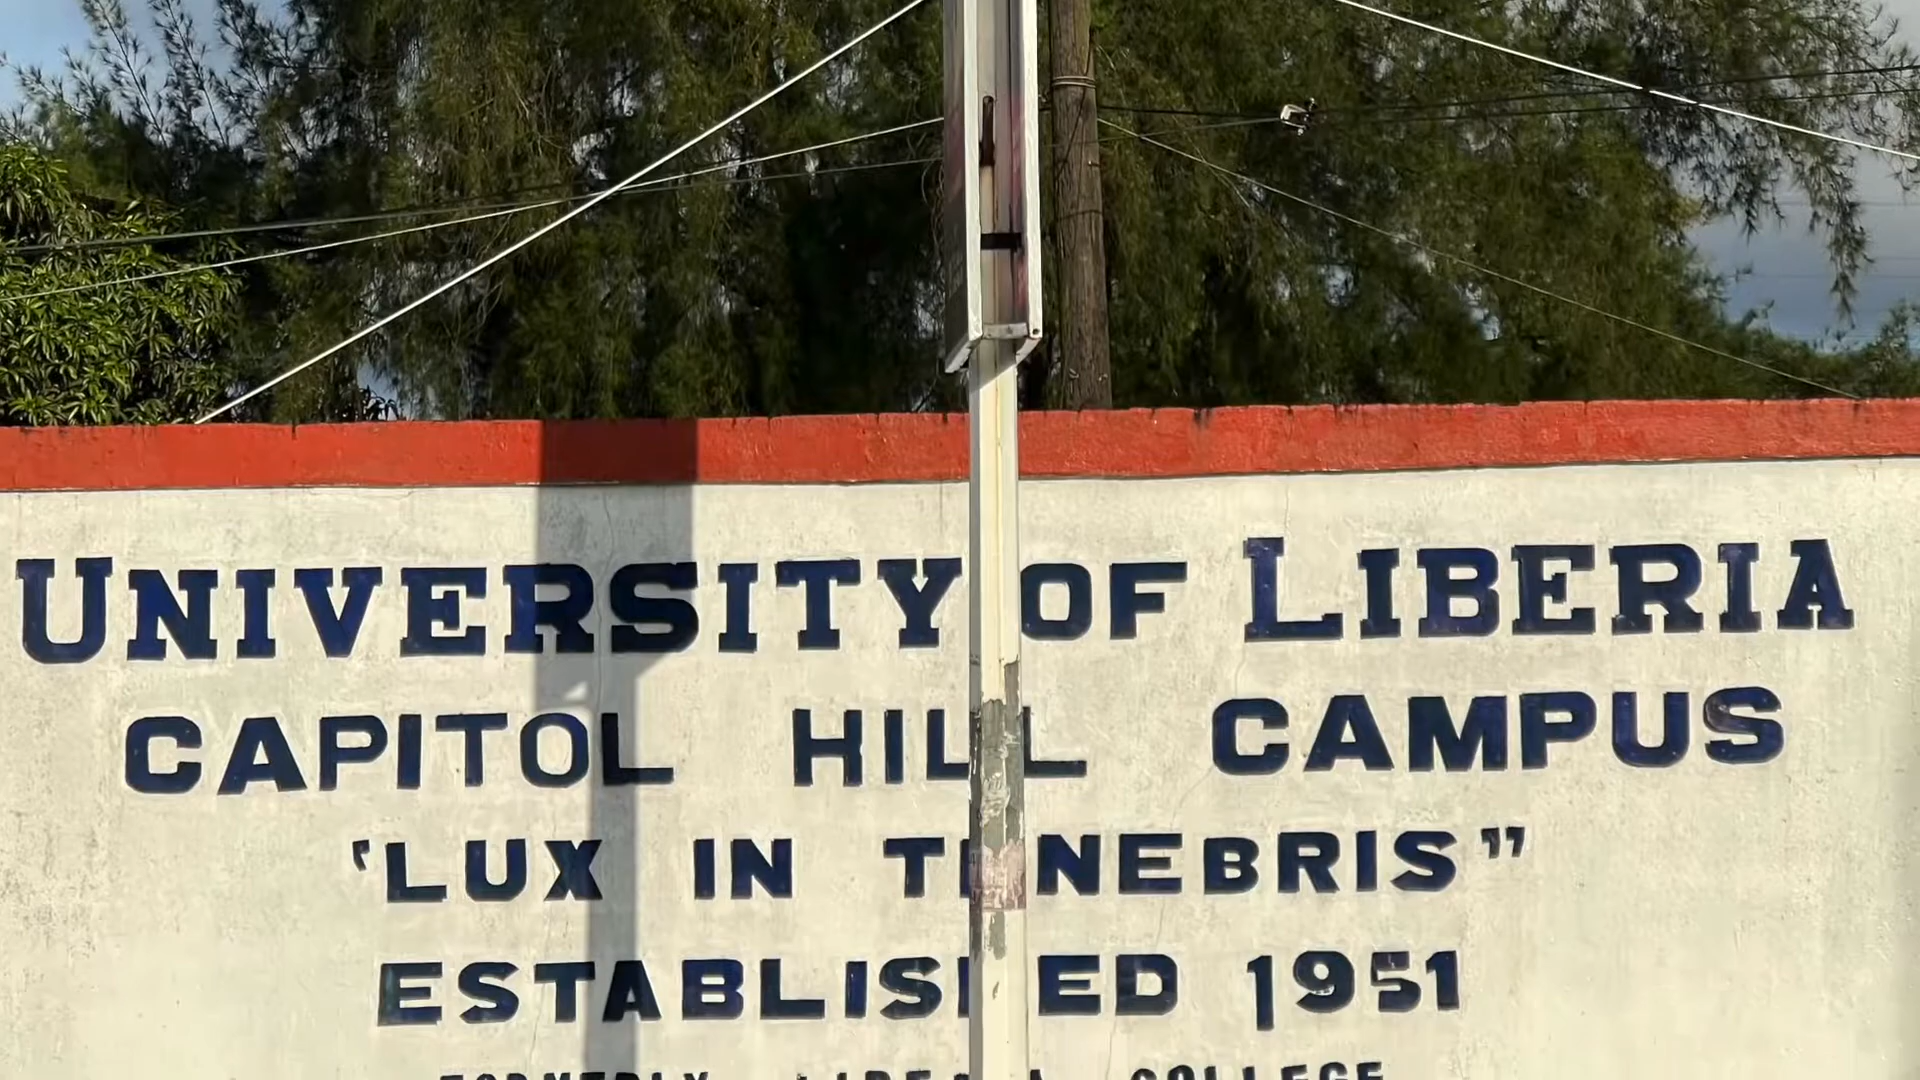 UNIVERSITY OF LIBERIA
CAPITOL HILL CAMPUS
‘LUX IN TENEBRIS”
ESTABLISHED 1951
FORMERLY LIBERIA COLLEGE